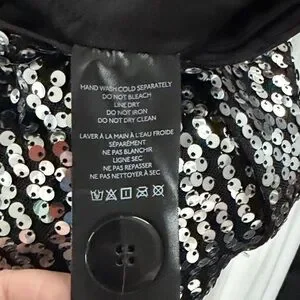 HAND WASH COLD SEPARATELY
DO NOT BLEACH
LINE DRY
DO NOT IRON
DO NOT DRY CLEAN
LAVER À LA MAIN À L'EAU FROIDE
SÉPARÉMENT
NE PAS BLANCHIR
LIGNE SEC
NE PAS REPASSER
NE PAS NETTOYER À SEC